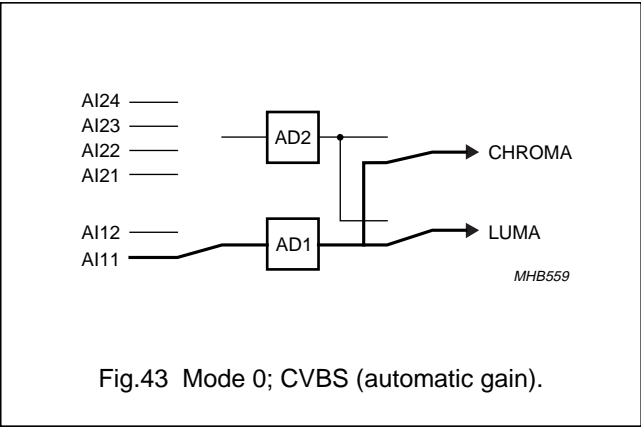 AI24
AI23
AI22
AI21
AD2
CHROMA
AI12
AI11
AD1
LUMA
MHB559
Fig.43 Mode 0; CVBS (automatic gain).